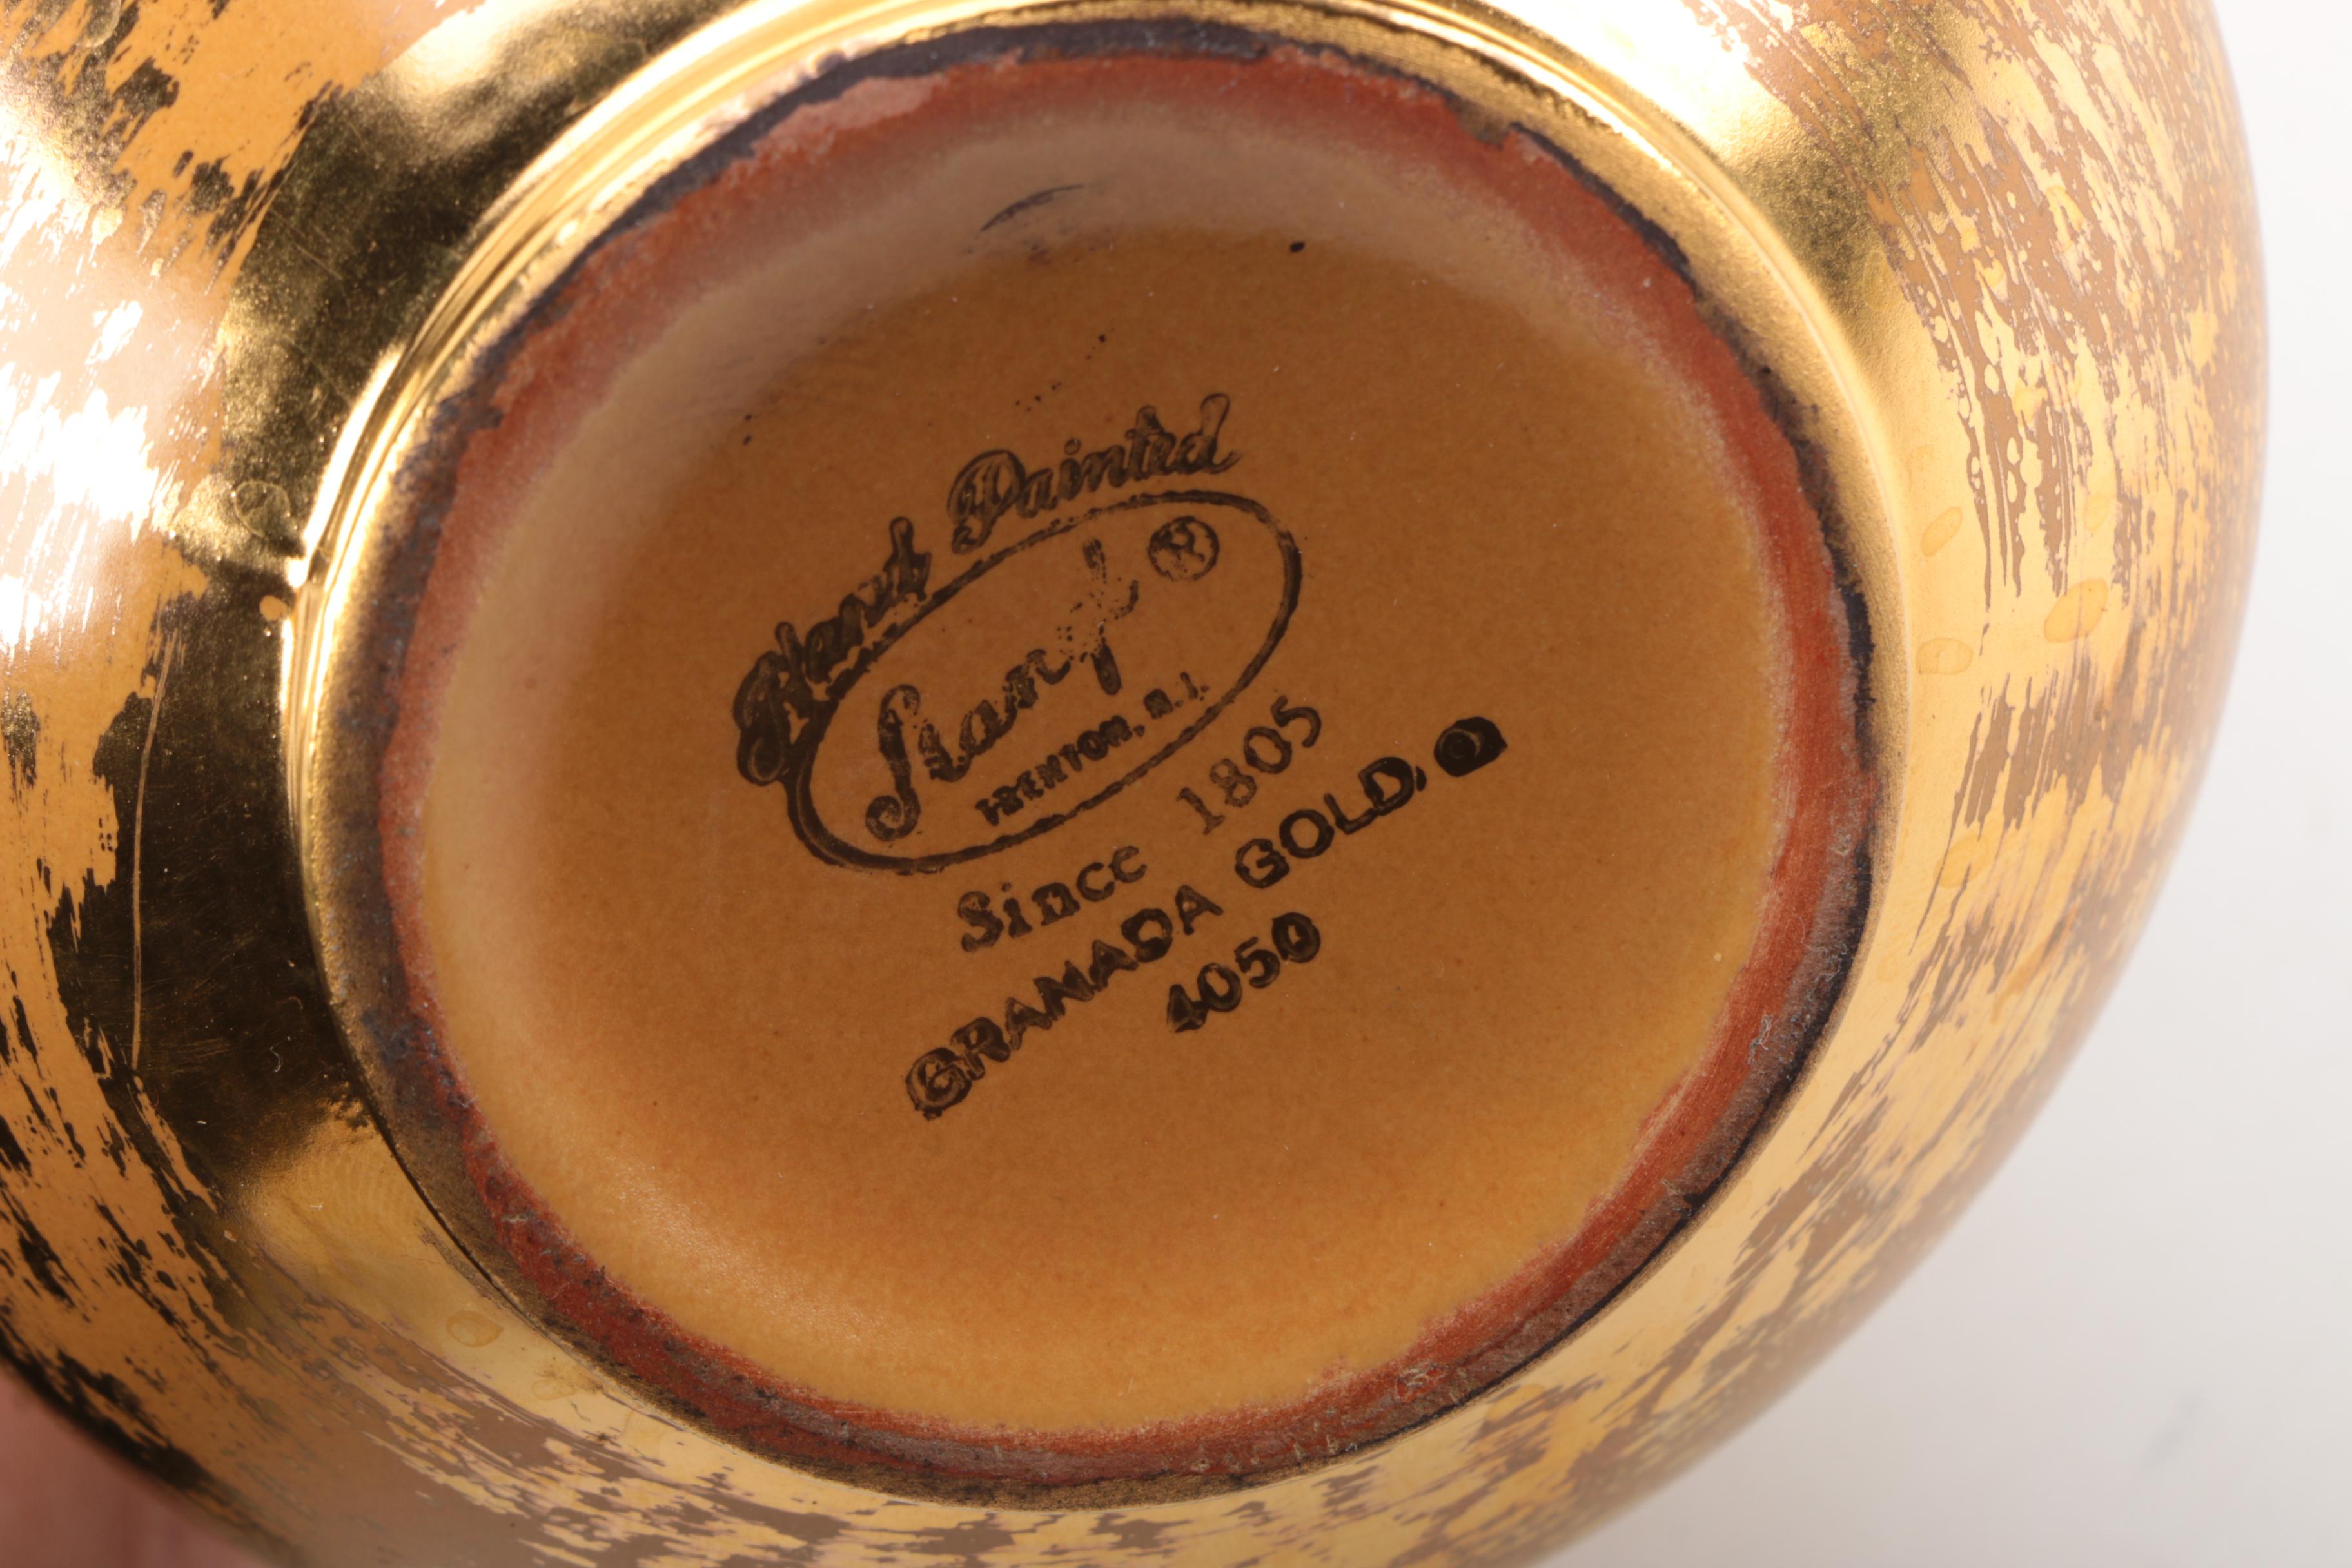 Hand Painted
Stangl
TRENTON, N.J.
Since 1805
GRANADA GOLD
4050